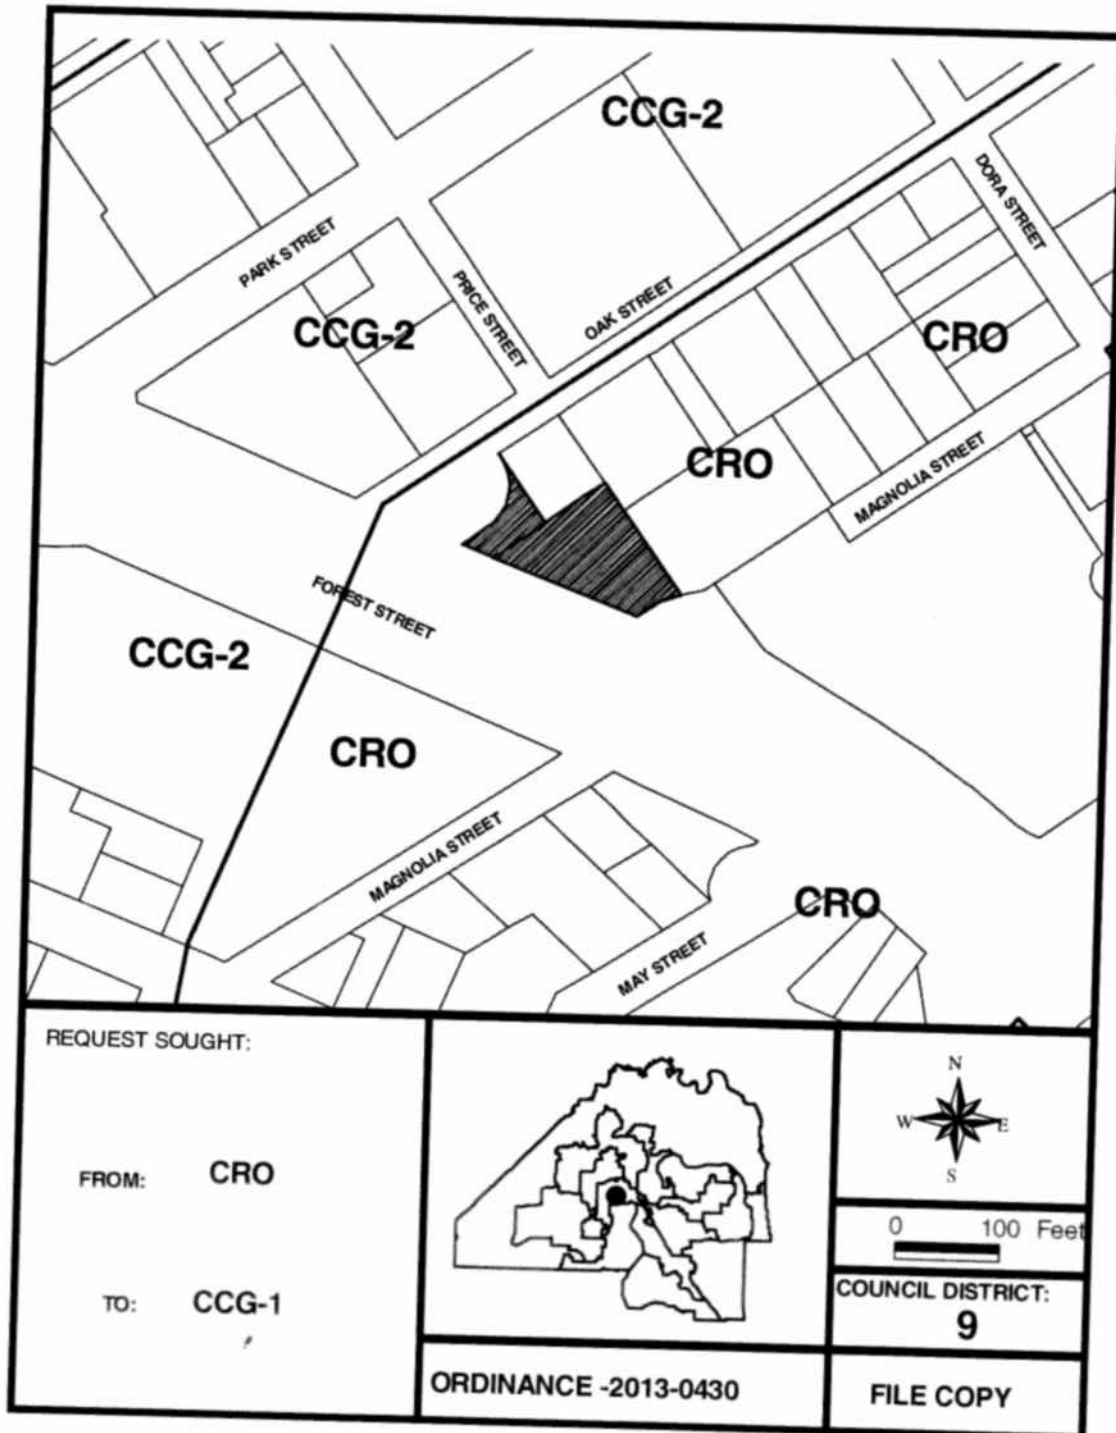 CCG-2
DORA STREET
PARK STREET
PRICE STREET
OAK STREET
CCG-2
CRO
CRO
MAGNOLIA STREET
FOREST STREET
CCG-2
CRO
MAGNOLIA STREET
CRO
MAY STREET
REQUEST SOUGHT:
FROM: CRO
TO: CCG-1
N
W E
S
0 100 Feet
COUNCIL DISTRICT:
9
ORDINANCE -2013-0430
FILE COPY